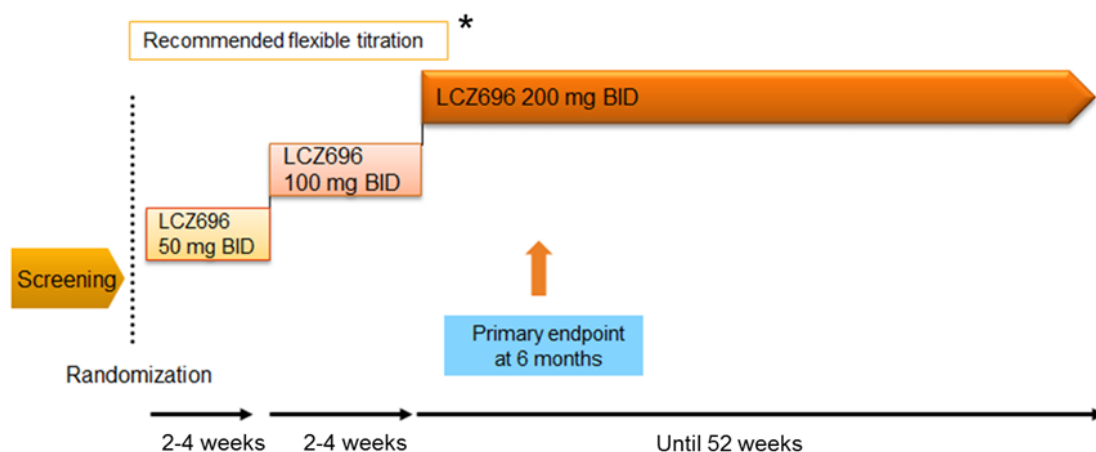 Recommended flexible titration *
LCZ696 200 mg BID
LCZ696
100 mg BID
LCZ696
50 mg BID
Screening
Primary endpoint
at 6 months
Randomization
2-4 weeks
2-4 weeks
Until 52 weeks